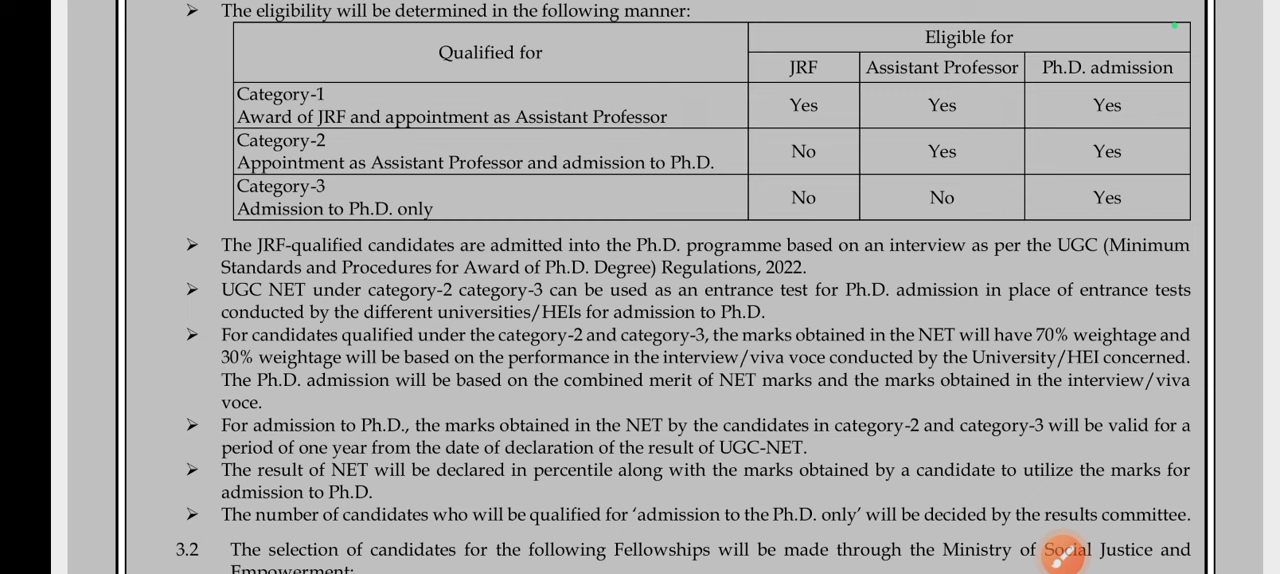 ➤ The eligibility will be determined in the following manner:
Qualified for
Eligible for
JRF Assistant Professor Ph.D. admission
Category-1
Award of JRF and appointment as Assistant Professor
Yes Yes Yes
Category-2
Appointment as Assistant Professor and admission to Ph.D.
No Yes Yes
Category-3
Admission to Ph.D. only
No No Yes
➤ The JRF-qualified candidates are admitted into the Ph.D. programme based on an interview as per the UGC (Minimum
Standards and Procedures for Award of Ph.D. Degree) Regulations, 2022.
➤ UGC NET under category-2 category-3 can be used as an entrance test for Ph.D. admission in place of entrance tests
conducted by the different universities/HEIs for admission to Ph.D.
➤ For candidates qualified under the category-2 and category-3, the marks obtained in the NET will have 70% weightage and
30% weightage will be based on the performance in the interview/viva voce conducted by the University/HEI concerned.
The Ph.D. admission will be based on the combined merit of NET marks and the marks obtained in the interview/viva
voce.
➤ For admission to Ph.D., the marks obtained in the NET by the candidates in category-2 and category-3 will be valid for a
period of one year from the date of declaration of the result of UGC-NET.
➤ The result of NET will be declared in percentile along with the marks obtained by a candidate to utilize the marks for
admission to Ph.D.
➤ The number of candidates who will be qualified for ‘admission to the Ph.D. only’ will be decided by the results committee.
3.2 The selection of candidates for the following Fellowships will be made through the Ministry of Social Justice and
Empowerment: